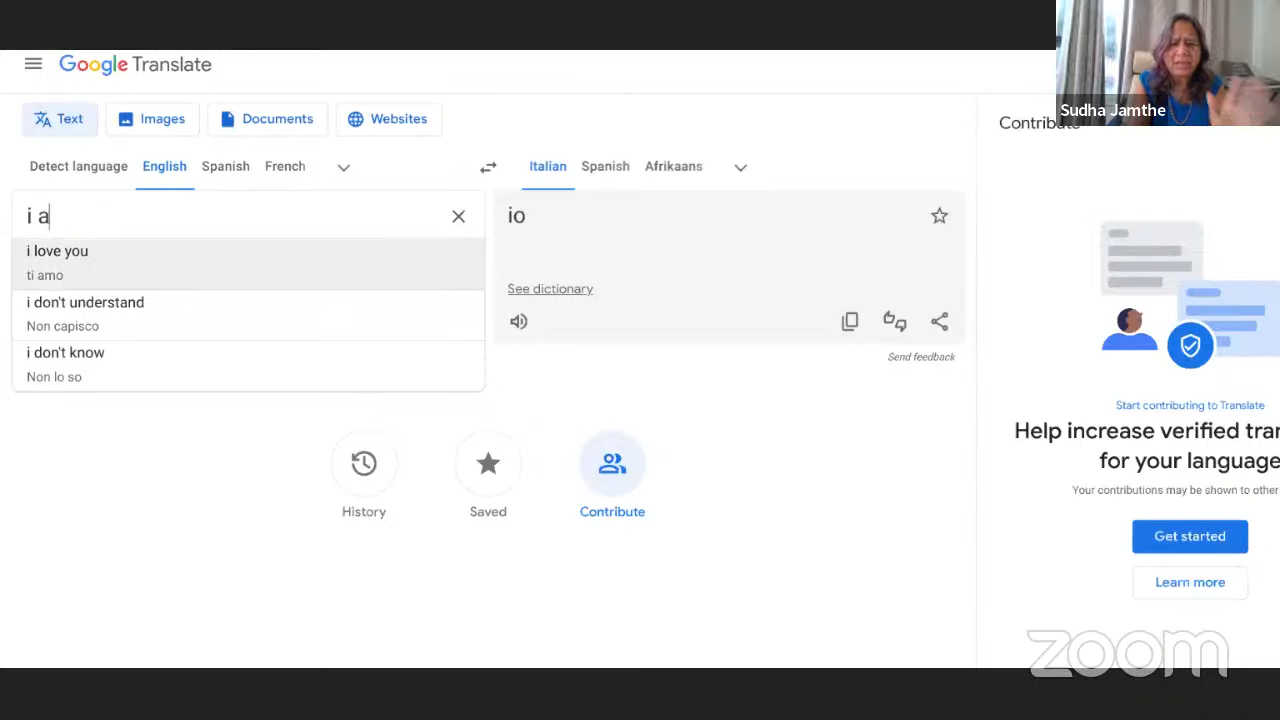 Google Translate
Sudha Jamthe
Text Images Documents Websites
Contribute
Detect language English Spanish French Italian Spanish Afrikaans
i a
io
i love you
ti amo
See dictionary
i don't understand
Non capisco
i don't know
Non lo so
Send feedback
Start contributing to Translate
Help increase verified tran
for your language
Your contributions may be shown to other
History Saved Contribute
Get started
Learn more
zoom